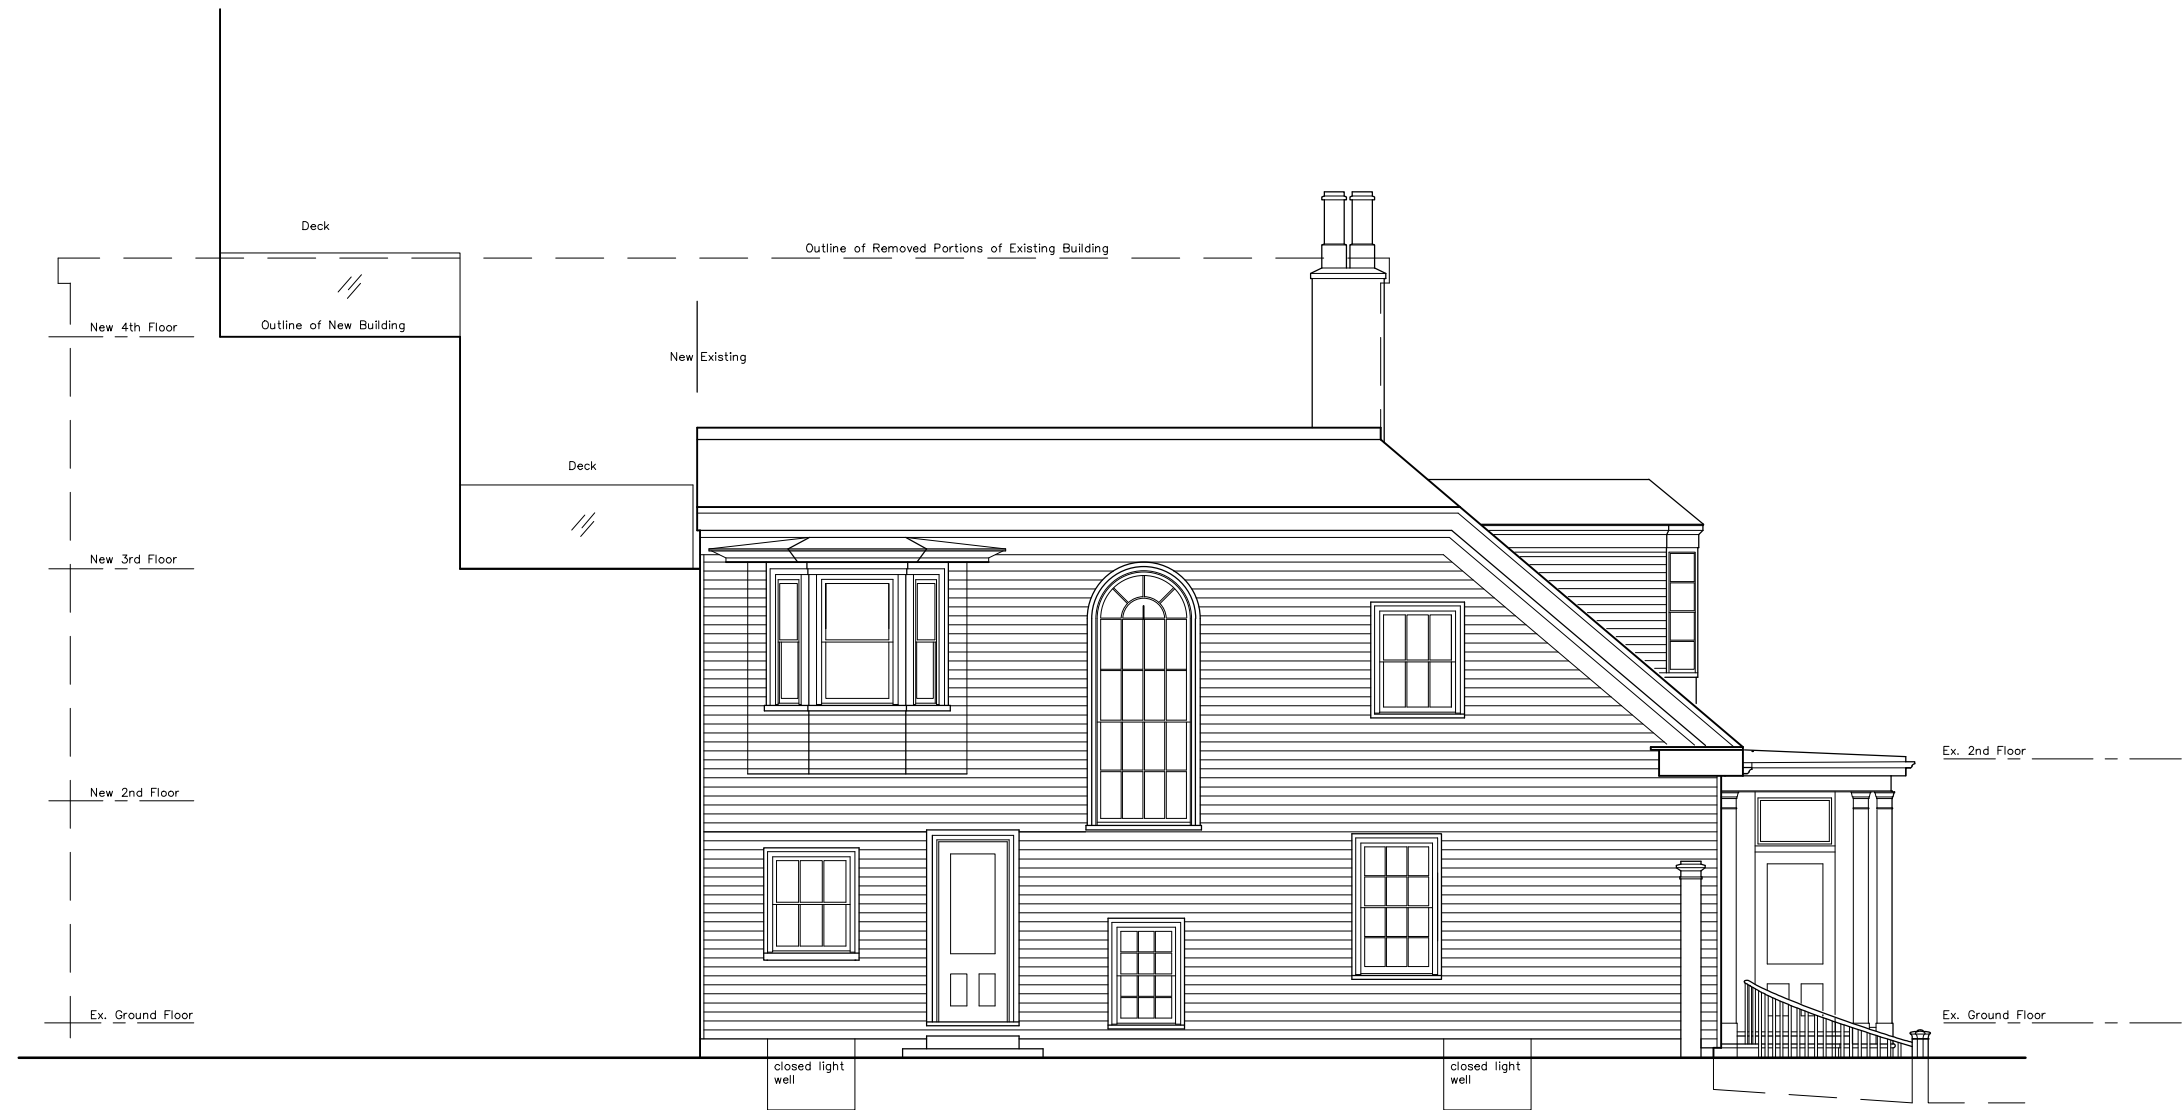 Deck
Outline of Removed Portions of Existing Building
New 4th Floor
Outline of New Building
New Existing
Deck
New 3rd Floor
Ex. 2nd Floor
New 2nd Floor
Ex. Ground Floor
Ex. Ground Floor
closed light
well
closed light
well